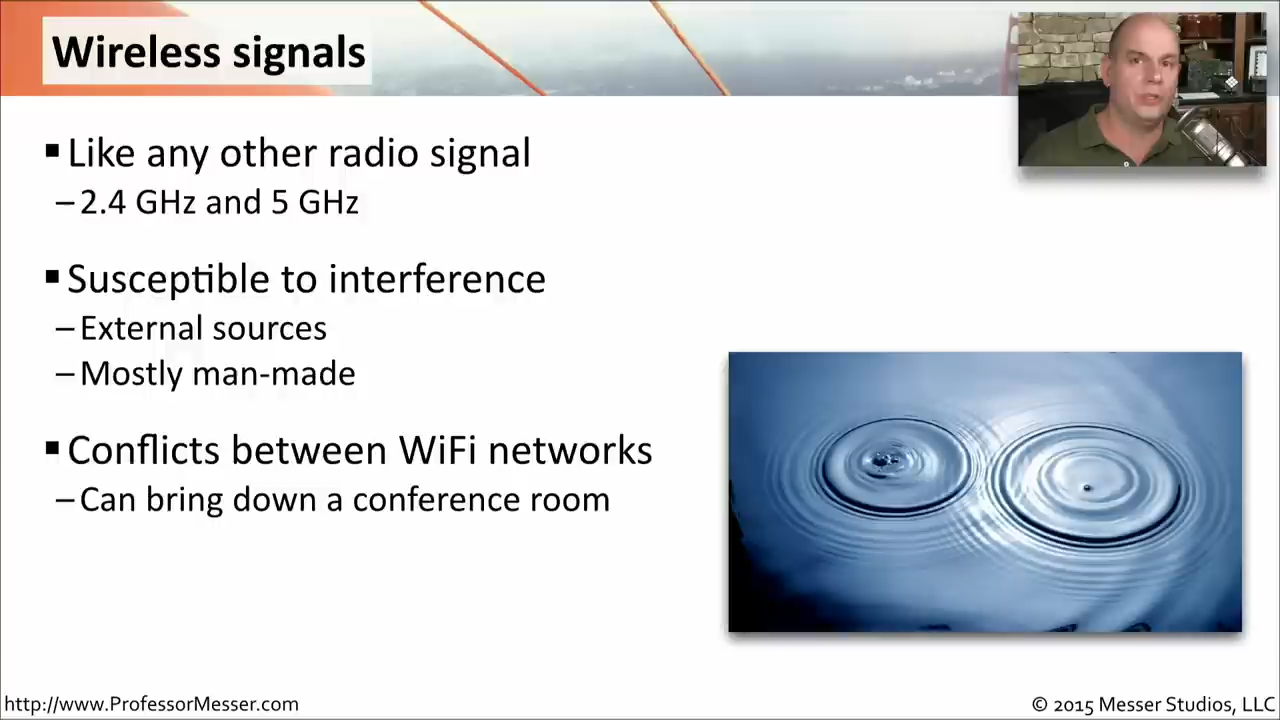 Wireless signals
▪Like any other radio signal
–2.4 GHz and 5 GHz
▪Susceptible to interference
–External sources
–Mostly man-made
▪Conflicts between WiFi networks
–Can bring down a conference room
http://www.ProfessorMesser.com
© 2015 Messer Studios, LLC